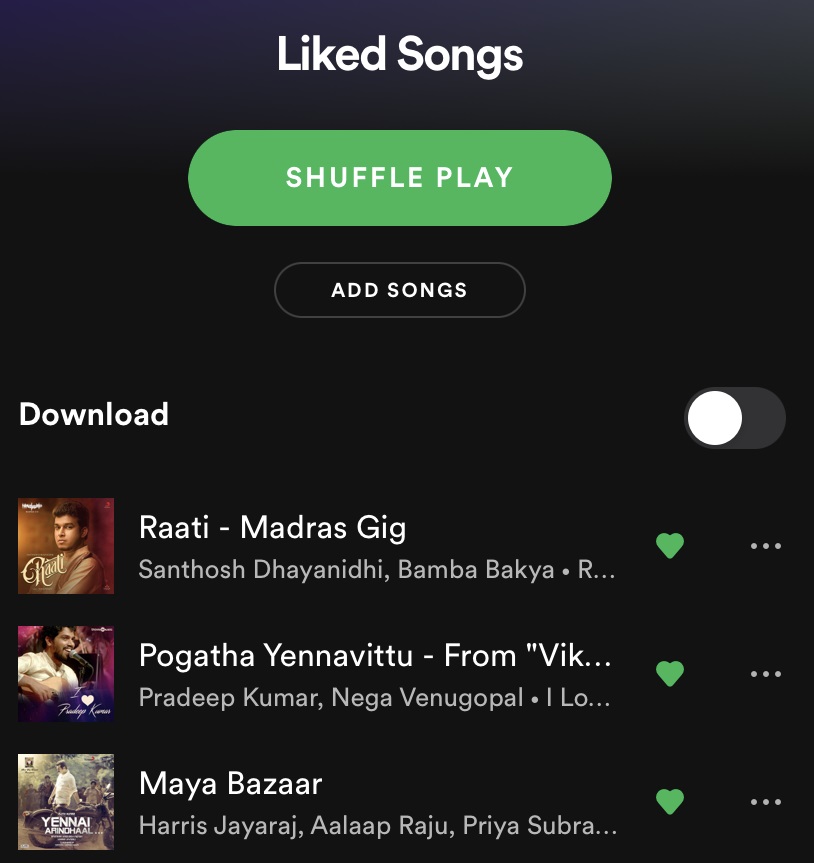 Liked Songs
SHUFFLE PLAY
ADD SONGS
Download
Raati - Madras Gig
Santhosh Dhayanidhi, Bamba Bakya • R...
Raati
Pogatha Yennavittu - From "Vik...
Pradeep Kumar, Nega Venugopal • I Lo...
I
Pradeep Kumar
Maya Bazaar
Harris Jayaraj, Aalaap Raju, Priya Subra...
YENNAI
ARINDHAAL...